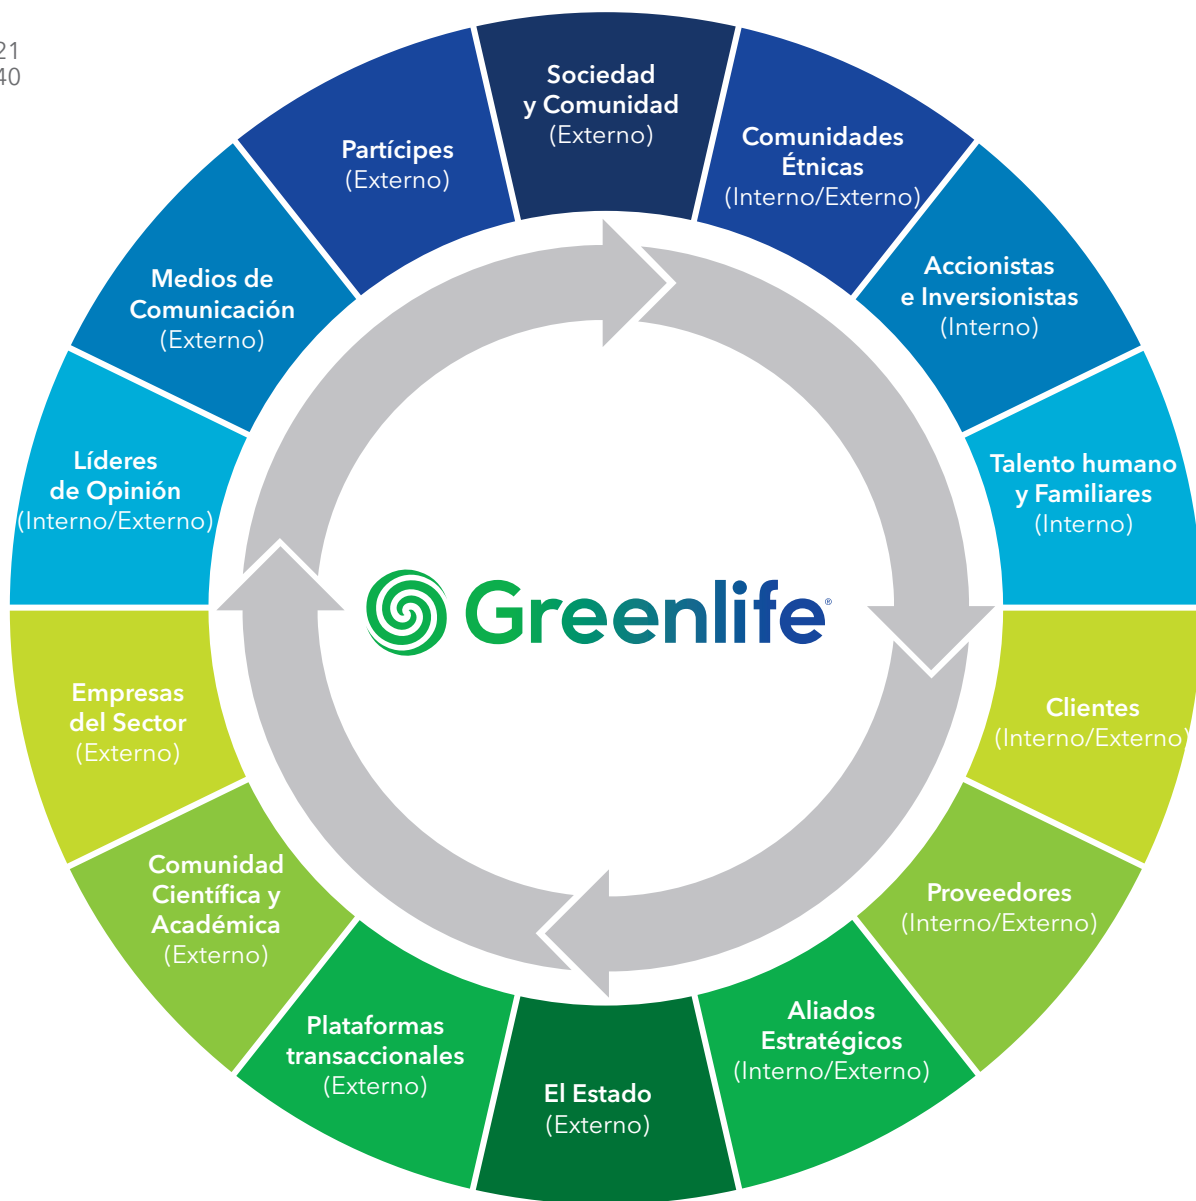 21
40
Sociedad
y Comunidad
(Externo)
Comunidades
Étnicas
(Interno/Externo)
Accionistas
e Inversionistas
(Interno)
Talento humano
y Familiares
(Interno)
Clientes
(Interno/Externo)
Proveedores
(Interno/Externo)
Aliados
Estratégicos
(Interno/Externo)
El Estado
(Externo)
Plataformas
transaccionales
(Externo)
Comunidad
Científica y
Académica
(Externo)
Empresas
del Sector
(Externo)
Líderes
de Opinión
(Interno/Externo)
Medios de
Comunicación
(Externo)
Partícipes
(Externo)
Greenlife®